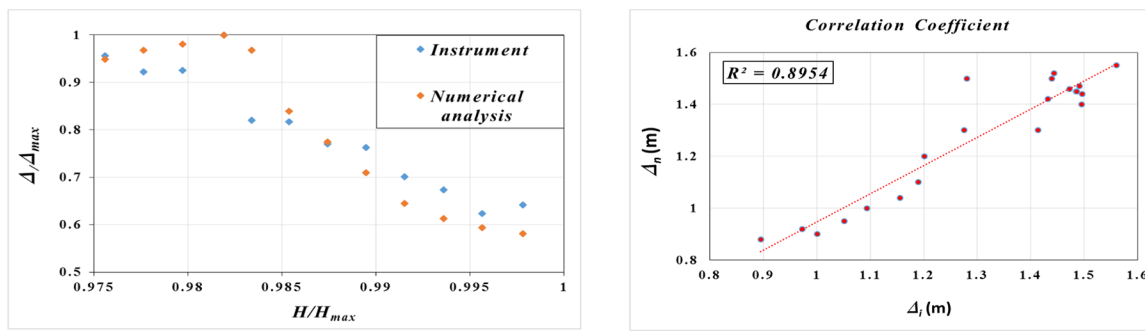 1
0.9
0.8
0.7
0.6
0.5
Δ/Δmax
Instrument
Numerical
analysis
0.975
0.98
0.985
0.99
0.995
1
H/Hmax
Correlation Coefficient
R² = 0.8954
1.6
1.4
1.2
1
0.8
Δn (m)
0.8
0.9
1
1.1
1.2
1.3
1.4
1.5
1.6
Δi (m)